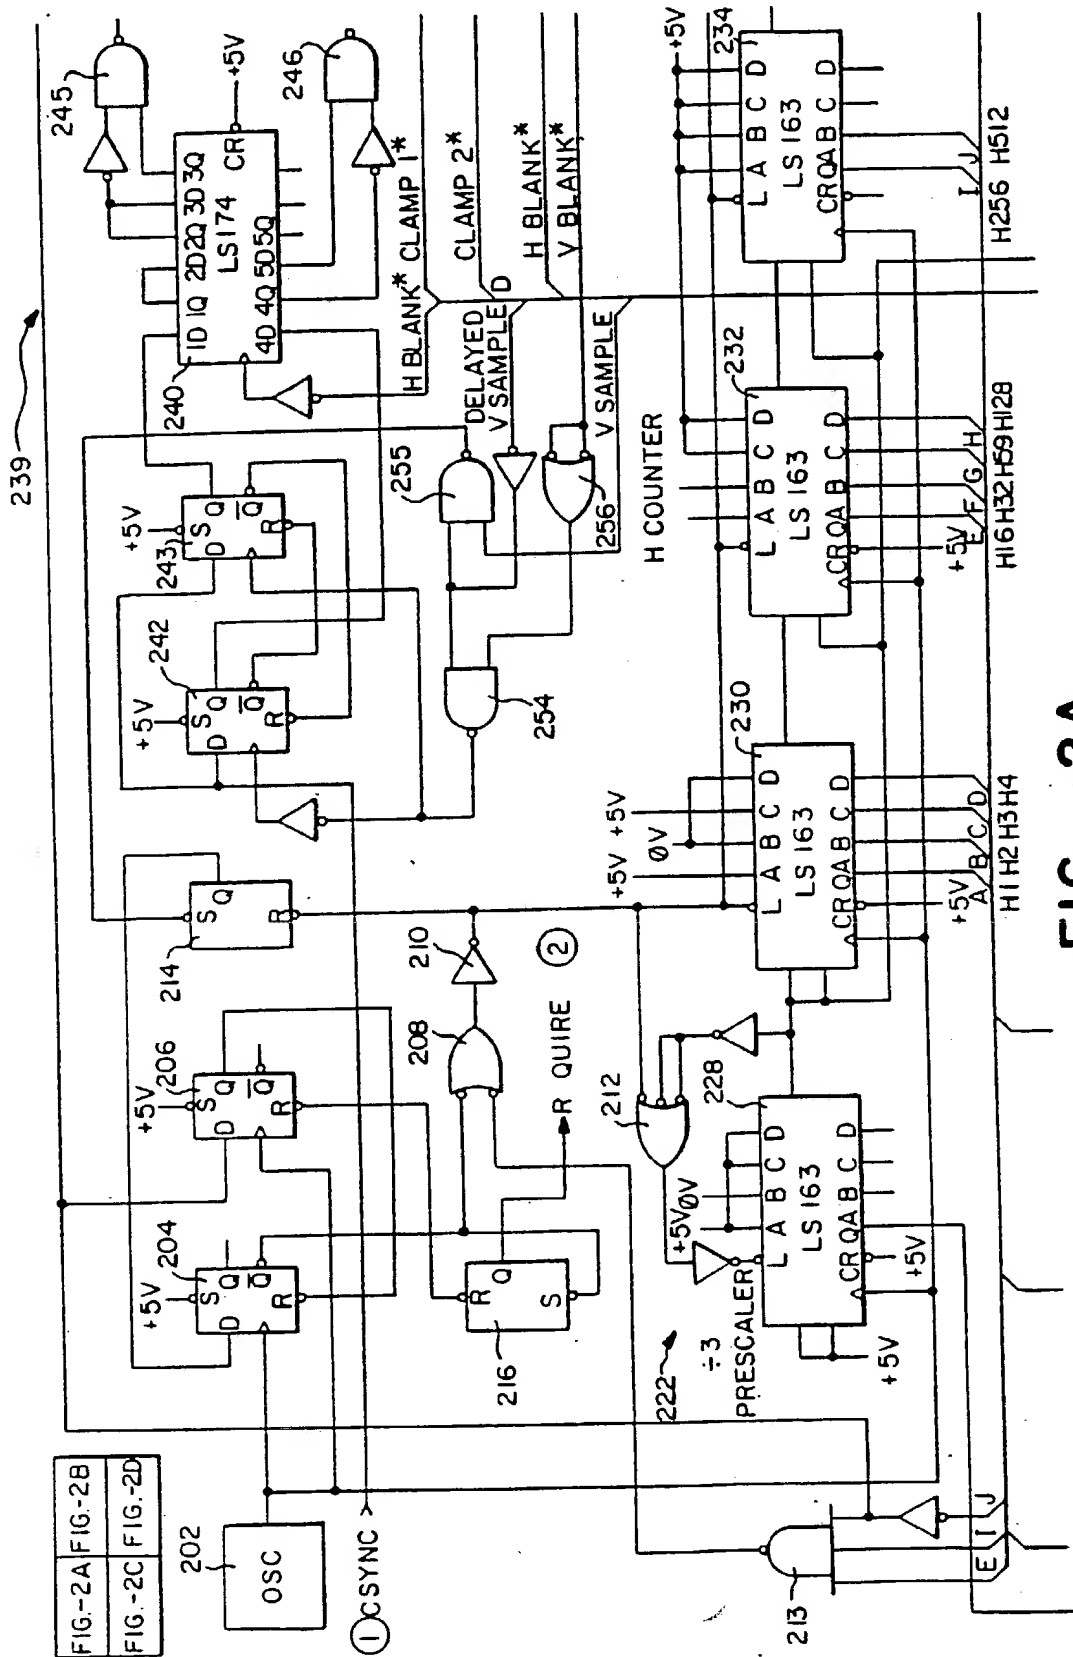 FIG.-2A FIG.-2B
FIG.-2C FIG.-2D
239
202
OSC
1 CSYNC
+5V
204
S
D
Q
Q
R
+5V
206
S
D
Q
Q
R
214
S
Q
R
+5V
242
S
D
Q
Q
R
+5V
243
S
D
Q
Q
R
240
1D 1Q 2D 2Q 3D 3Q
LS174
CR
+5V
4D 4Q 5D 5Q
245
246
216
R
Q
S
R QUIRE
2
208
210
212
254
255
256
H BLANK* CLAMP 1*
DELAYED
V SAMPLE D
CLAMP 2*
H BLANK*
V BLANK*
V SAMPLE
222
÷3
PRESCALER
+5V
0V
228
L A B C D
LS163
CR QA B C D
+5V
+5V
+5V
+5V
0V
230
L A B C D
LS163
CR QA B C D
+5V
A B C D
H1 H2 H3 H4
H COUNTER
232
L A B C D
LS163
CR QA B C D
+5V
E F G H
H16 H32 H59 H128
+5V
234
L A B C D
LS163
CR QA B C D
I J
H256 H512
213
E I J